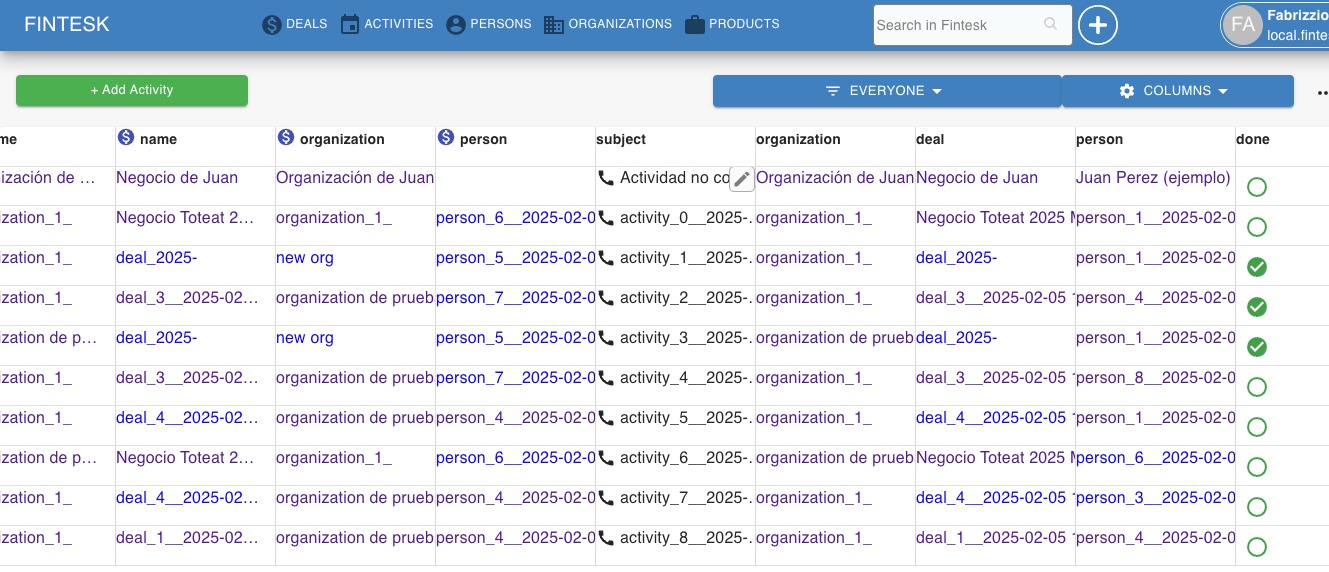 FINTESK DEALS ACTIVITIES PERSONS ORGANIZATIONS PRODUCTS Search in Fintesk FA Fabrizzio
local.finte
+ Add Activity EVERYONE COLUMNS
me name organization person subject organization deal person done
ización de … Negocio de Juan Organización de Juan Actividad no co Organización de Juan Negocio de Juan Juan Perez (ejemplo)
ization_1_ Negocio Toteat 2… organization_1_ person_6__2025-02-0 activity_0__2025-. organization_1_ Negocio Toteat 2025 person_1__2025-02-0
ization_1_ deal_2025- new org person_5__2025-02-0 activity_1__2025-. organization_1_ deal_2025- person_1__2025-02-0
ization_1_ deal_3__2025-02… organization de prueb person_7__2025-02-0 activity_2__2025-. organization_1_ deal_3__2025-02-05 person_4__2025-02-0
ization de p… deal_2025- new org person_5__2025-02-0 activity_3__2025-. organization de prueb deal_2025- person_1__2025-02-0
ization_1_ deal_3__2025-02… organization de prueb person_7__2025-02-0 activity_4__2025-. organization_1_ deal_3__2025-02-05 person_8__2025-02-0
ization_1_ deal_4__2025-02… organization de prueb person_4__2025-02-0 activity_5__2025-. organization_1_ deal_4__2025-02-05 person_1__2025-02-0
ization de p… Negocio Toteat 2… organization_1_ person_6__2025-02-0 activity_6__2025-. organization de prueb Negocio Toteat 2025 person_6__2025-02-0
ization_1_ deal_4__2025-02… organization de prueb person_4__2025-02-0 activity_7__2025-. organization_1_ deal_4__2025-02-05 person_3__2025-02-0
ization_1_ deal_1__2025-02… organization de prueb person_4__2025-02-0 activity_8__2025-. organization_1_ deal_1__2025-02-05 person_4__2025-02-0